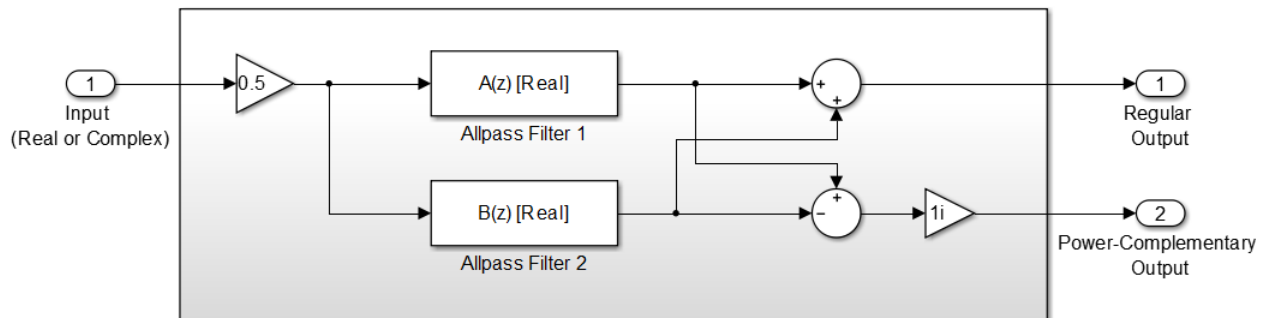 1
Input
(Real or Complex)
0.5
A(z) [Real]
Allpass Filter 1
+
+
1
Regular
Output
B(z) [Real]
Allpass Filter 2
+
−
1i
2
Power-Complementary
Output